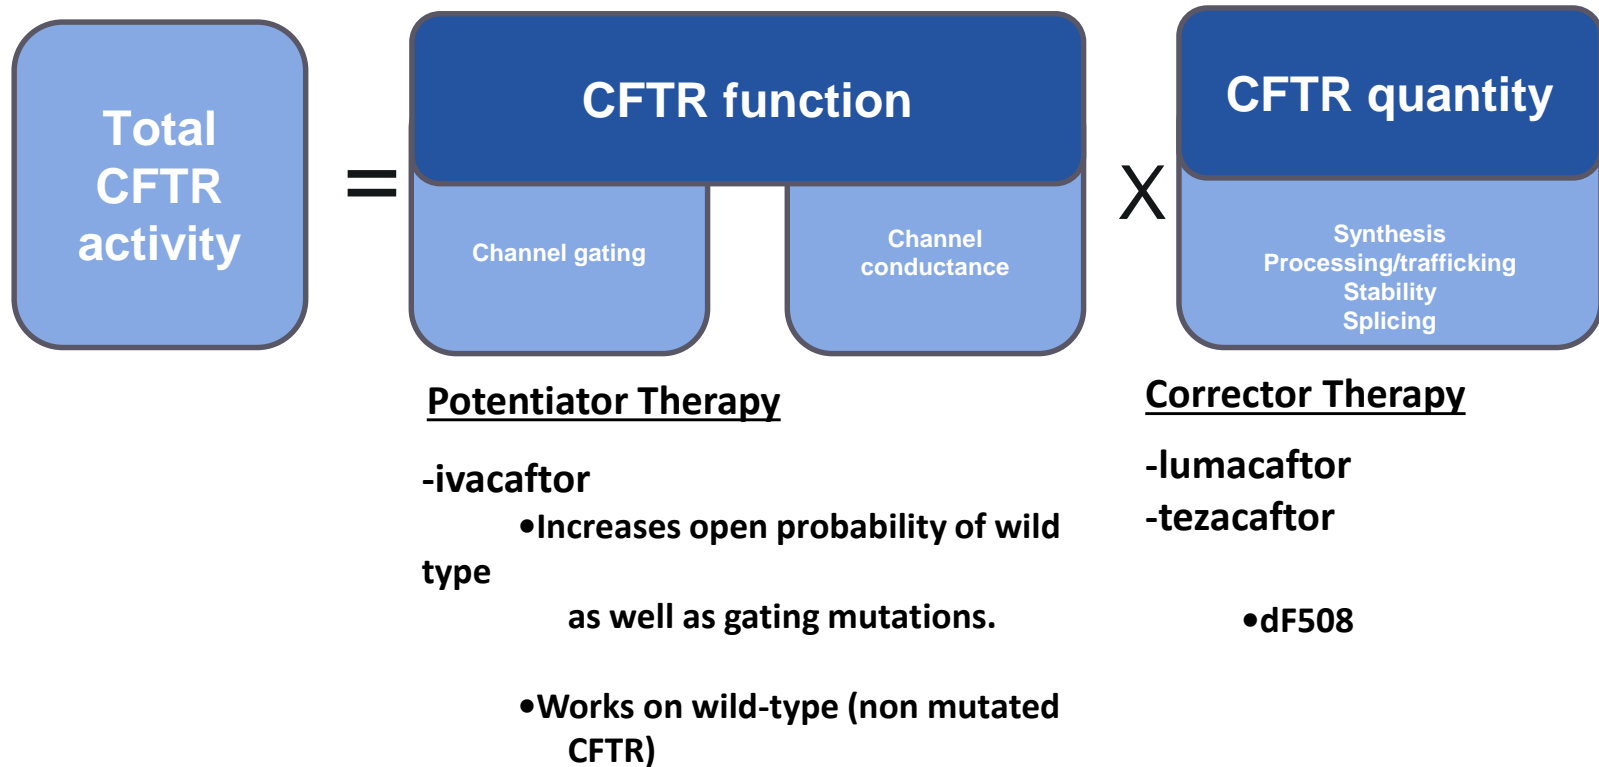 Total
CFTR
activity
=
CFTR function
Channel gating
Channel
conductance
X
CFTR quantity
Synthesis
Processing/trafficking
Stability
Splicing
Potentiator Therapy
-ivacaftor
•Increases open probability of wild
type
as well as gating mutations.
•Works on wild-type (non mutated
CFTR)
Corrector Therapy
-lumacaftor
-tezacaftor
•dF508